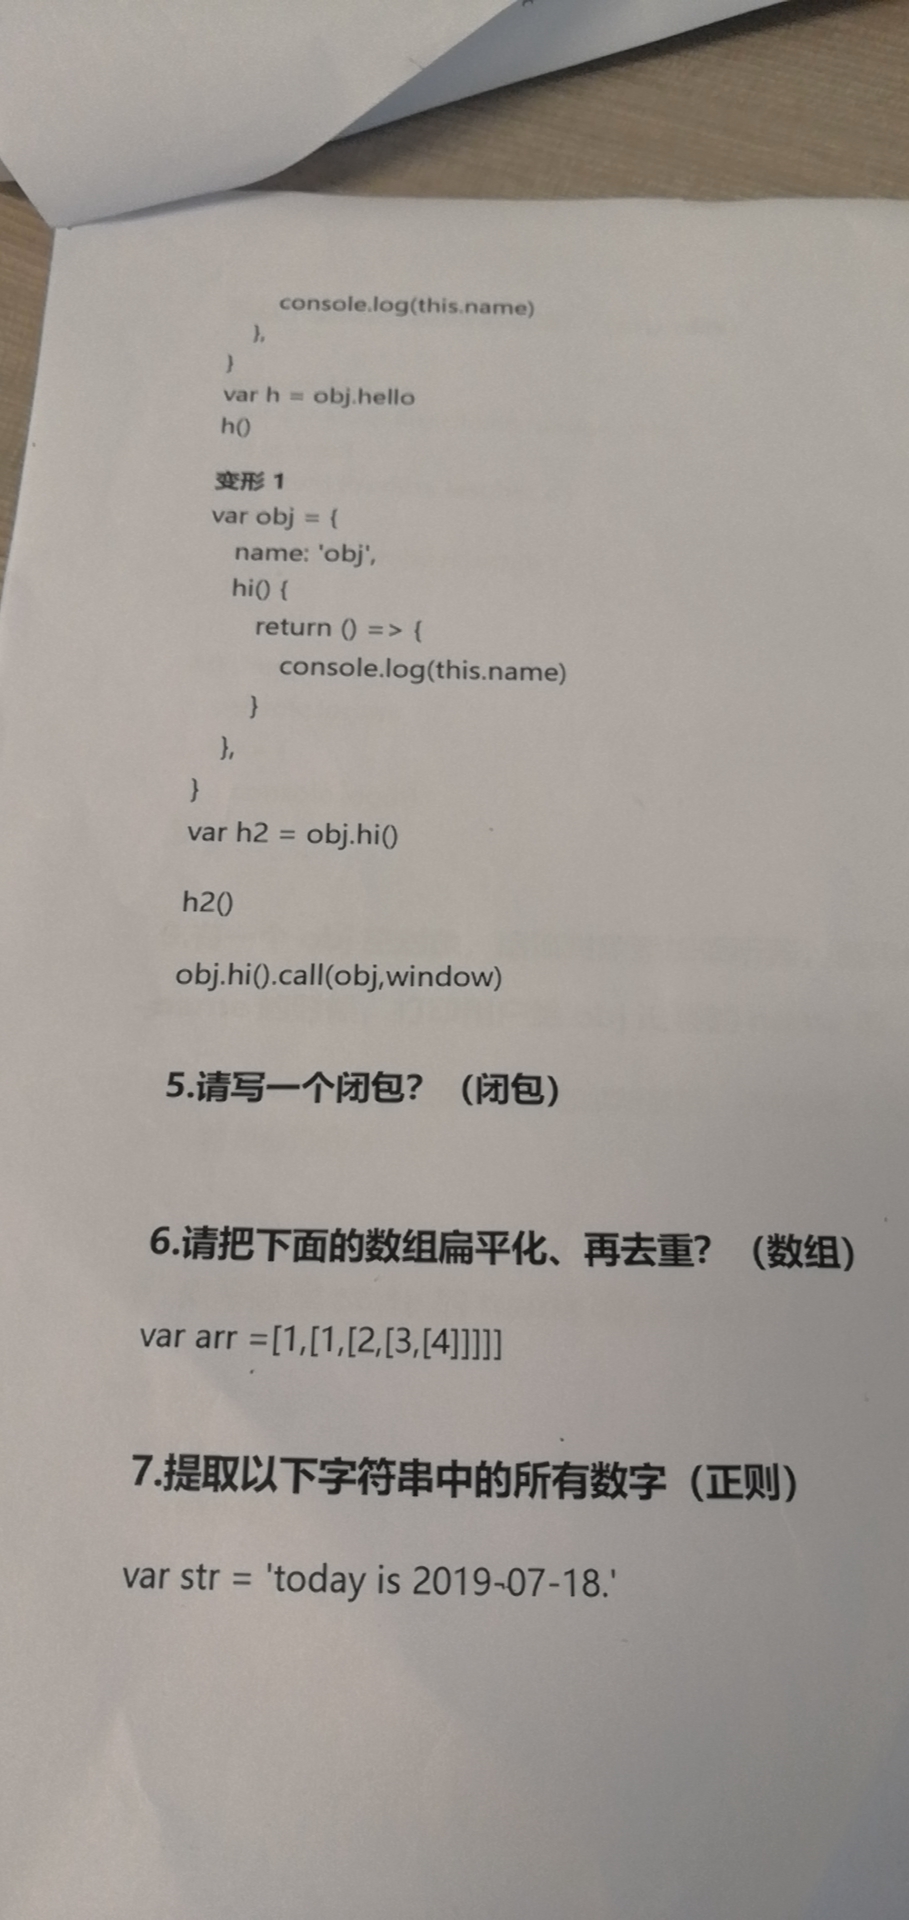 console.log(this.name)
},
}
var h = obj.hello
h()
变形 1
var obj = {
name: 'obj',
hi() {
return () => {
console.log(this.name)
}
},
}
var h2 = obj.hi()
h2()
obj.hi().call(obj,window)
5.请写一个闭包？（闭包）
6.请把下面的数组扁平化、再去重？（数组）
var arr =[1,[1,[2,[3,[4]]]]]
7.提取以下字符串中的所有数字（正则）
var str = 'today is 2019-07-18.'